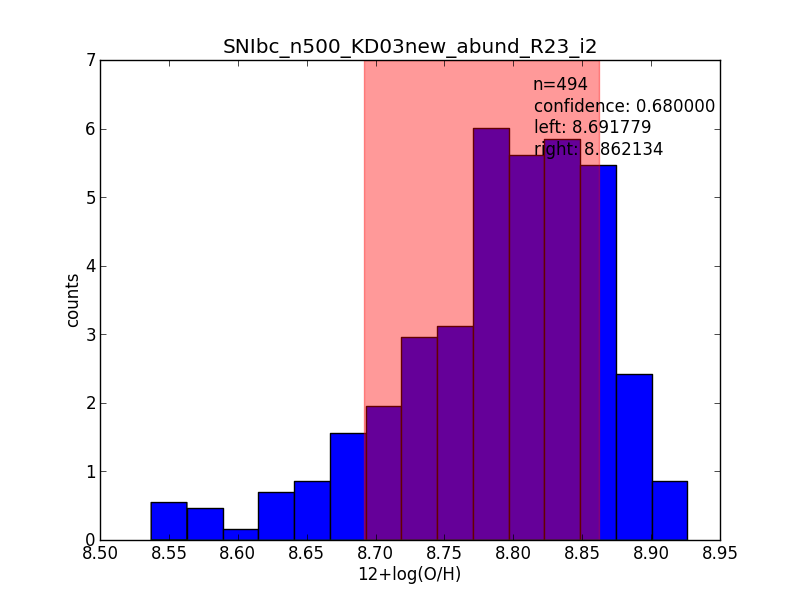 SNIbc_n500_KD03new_abund_R23_i2
7
6
5
4
3
2
1
0
counts
n=494
confidence: 0.680000
left: 8.691779
right: 8.862134
8.50 8.55 8.60 8.65 8.70 8.75 8.80 8.85 8.90 8.95
12+log(O/H)